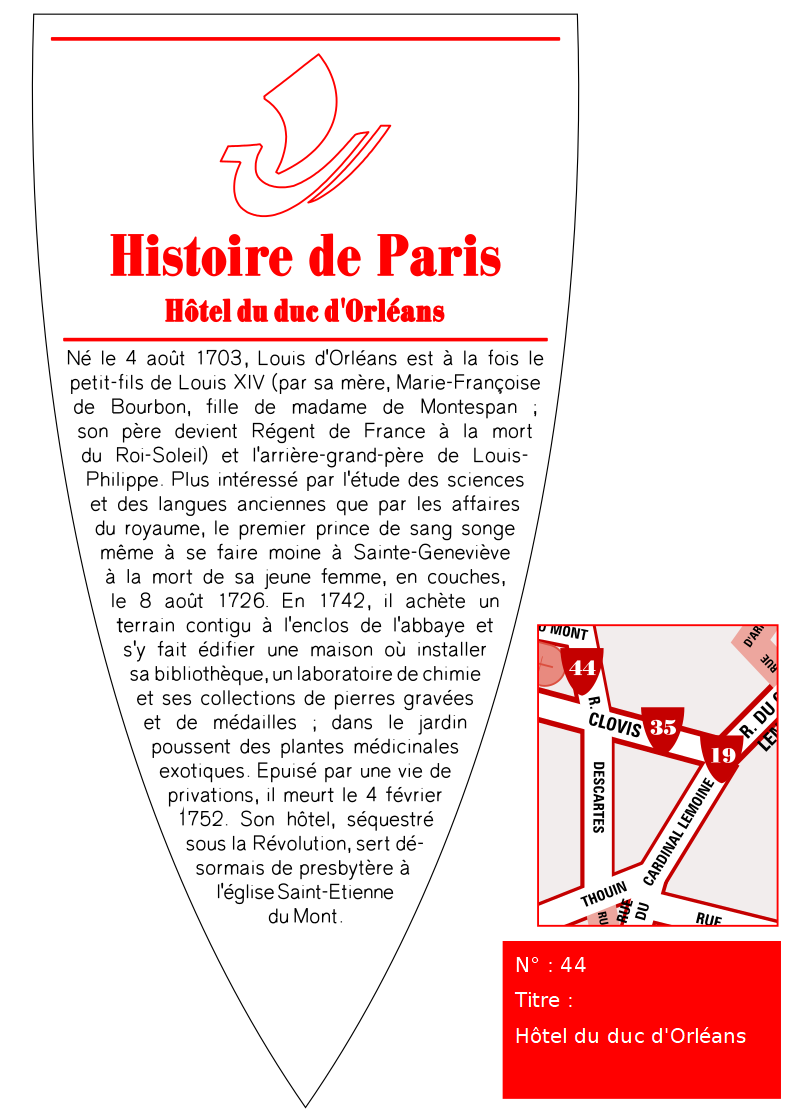 Histoire de Paris
Hôtel du duc d'Orléans
Né le 4 août 1703, Louis d'Orléans est à la fois le
petit-fils de Louis XIV (par sa mère, Marie-Françoise
de Bourbon, fille de madame de Montespan ;
son père devient Régent de France à la mort
du Roi-Soleil) et l'arrière-grand-père de Louis-
Philippe. Plus intéressé par l'étude des sciences
et des langues anciennes que par les affaires
du royaume, le premier prince de sang songe
même à se faire moine à Sainte-Geneviève
à la mort de sa jeune femme, en couches,
le 8 août 1726. En 1742, il achète un
terrain contigu à l'enclos de l'abbaye et
s'y fait édifier une maison où installer
sa bibliothèque, un laboratoire de chimie
et ses collections de pierres gravées
et de médailles ; dans le jardin
poussent des plantes médicinales
exotiques. Epuisé par une vie de
privations, il meurt le 4 février
1752. Son hôtel, séquestré
sous la Révolution, sert dé-
sormais de presbytère à
l'église Saint-Etienne
du Mont.
MONT
D'AR
RUE
44
R.
CLOVIS
35
19
R. DU
LEM
DESCARTES
CARDINAL LEMOINE
THOUIN
RU
RUE
DU
RUE
N° : 44
Titre :
Hôtel du duc d'Orléans